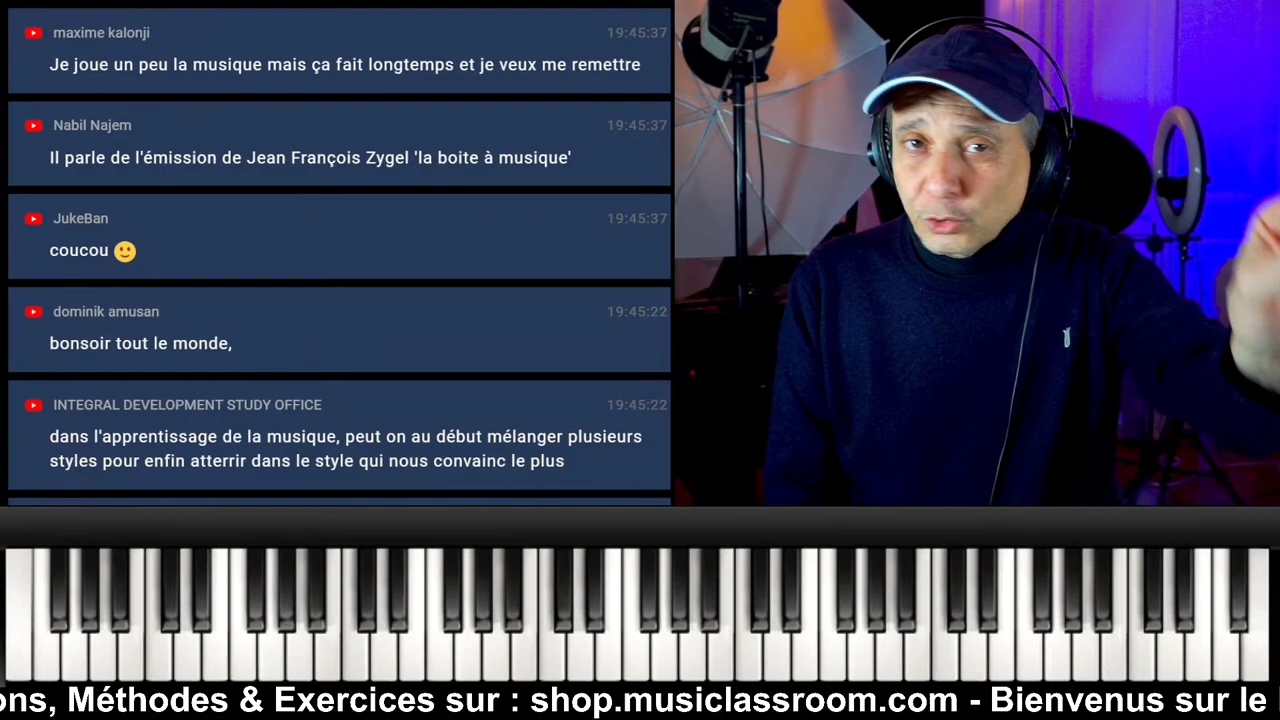 maxime kalonji 19:45:37
Je joue un peu la musique mais ça fait longtemps et je veux me remettre
Nabil Najem 19:45:37
Il parle de l'émission de Jean François Zygel 'la boite à musique'
JukeBan 19:45:37
coucou 🙂
dominik amusan 19:45:22
bonsoir tout le monde,
INTEGRAL DEVELOPMENT STUDY OFFICE 19:45:22
dans l'apprentissage de la musique, peut on au début mélanger plusieurs
styles pour enfin atterrir dans le style qui nous convainc le plus
ons, Méthodes & Exercices sur : shop.musiclassroom.com - Bienvenus sur le